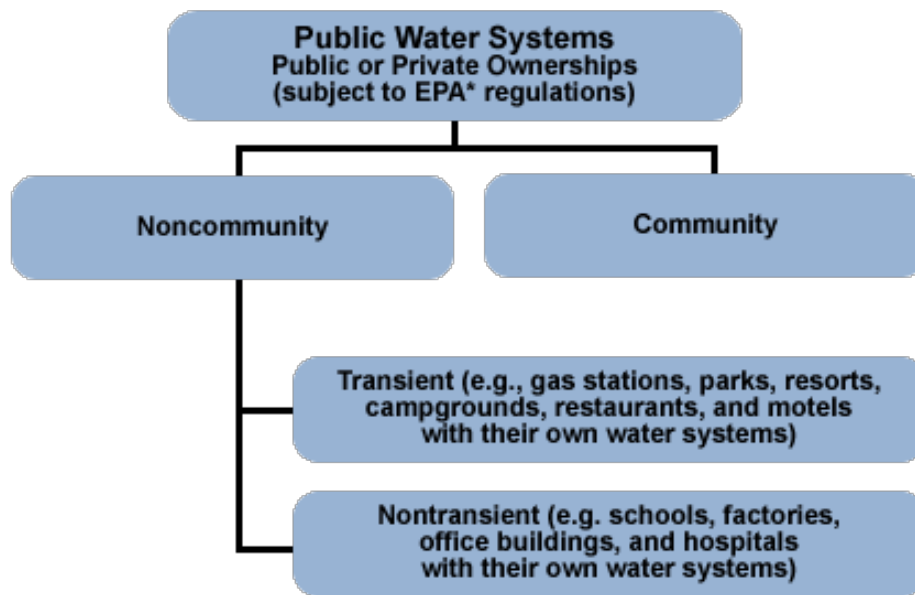 Public Water Systems
Public or Private Ownerships
(subject to EPA* regulations)
Noncommunity
Community
Transient (e.g., gas stations, parks, resorts,
campgrounds, restaurants, and motels
with their own water systems)
Nontransient (e.g. schools, factories,
office buildings, and hospitals
with their own water systems)